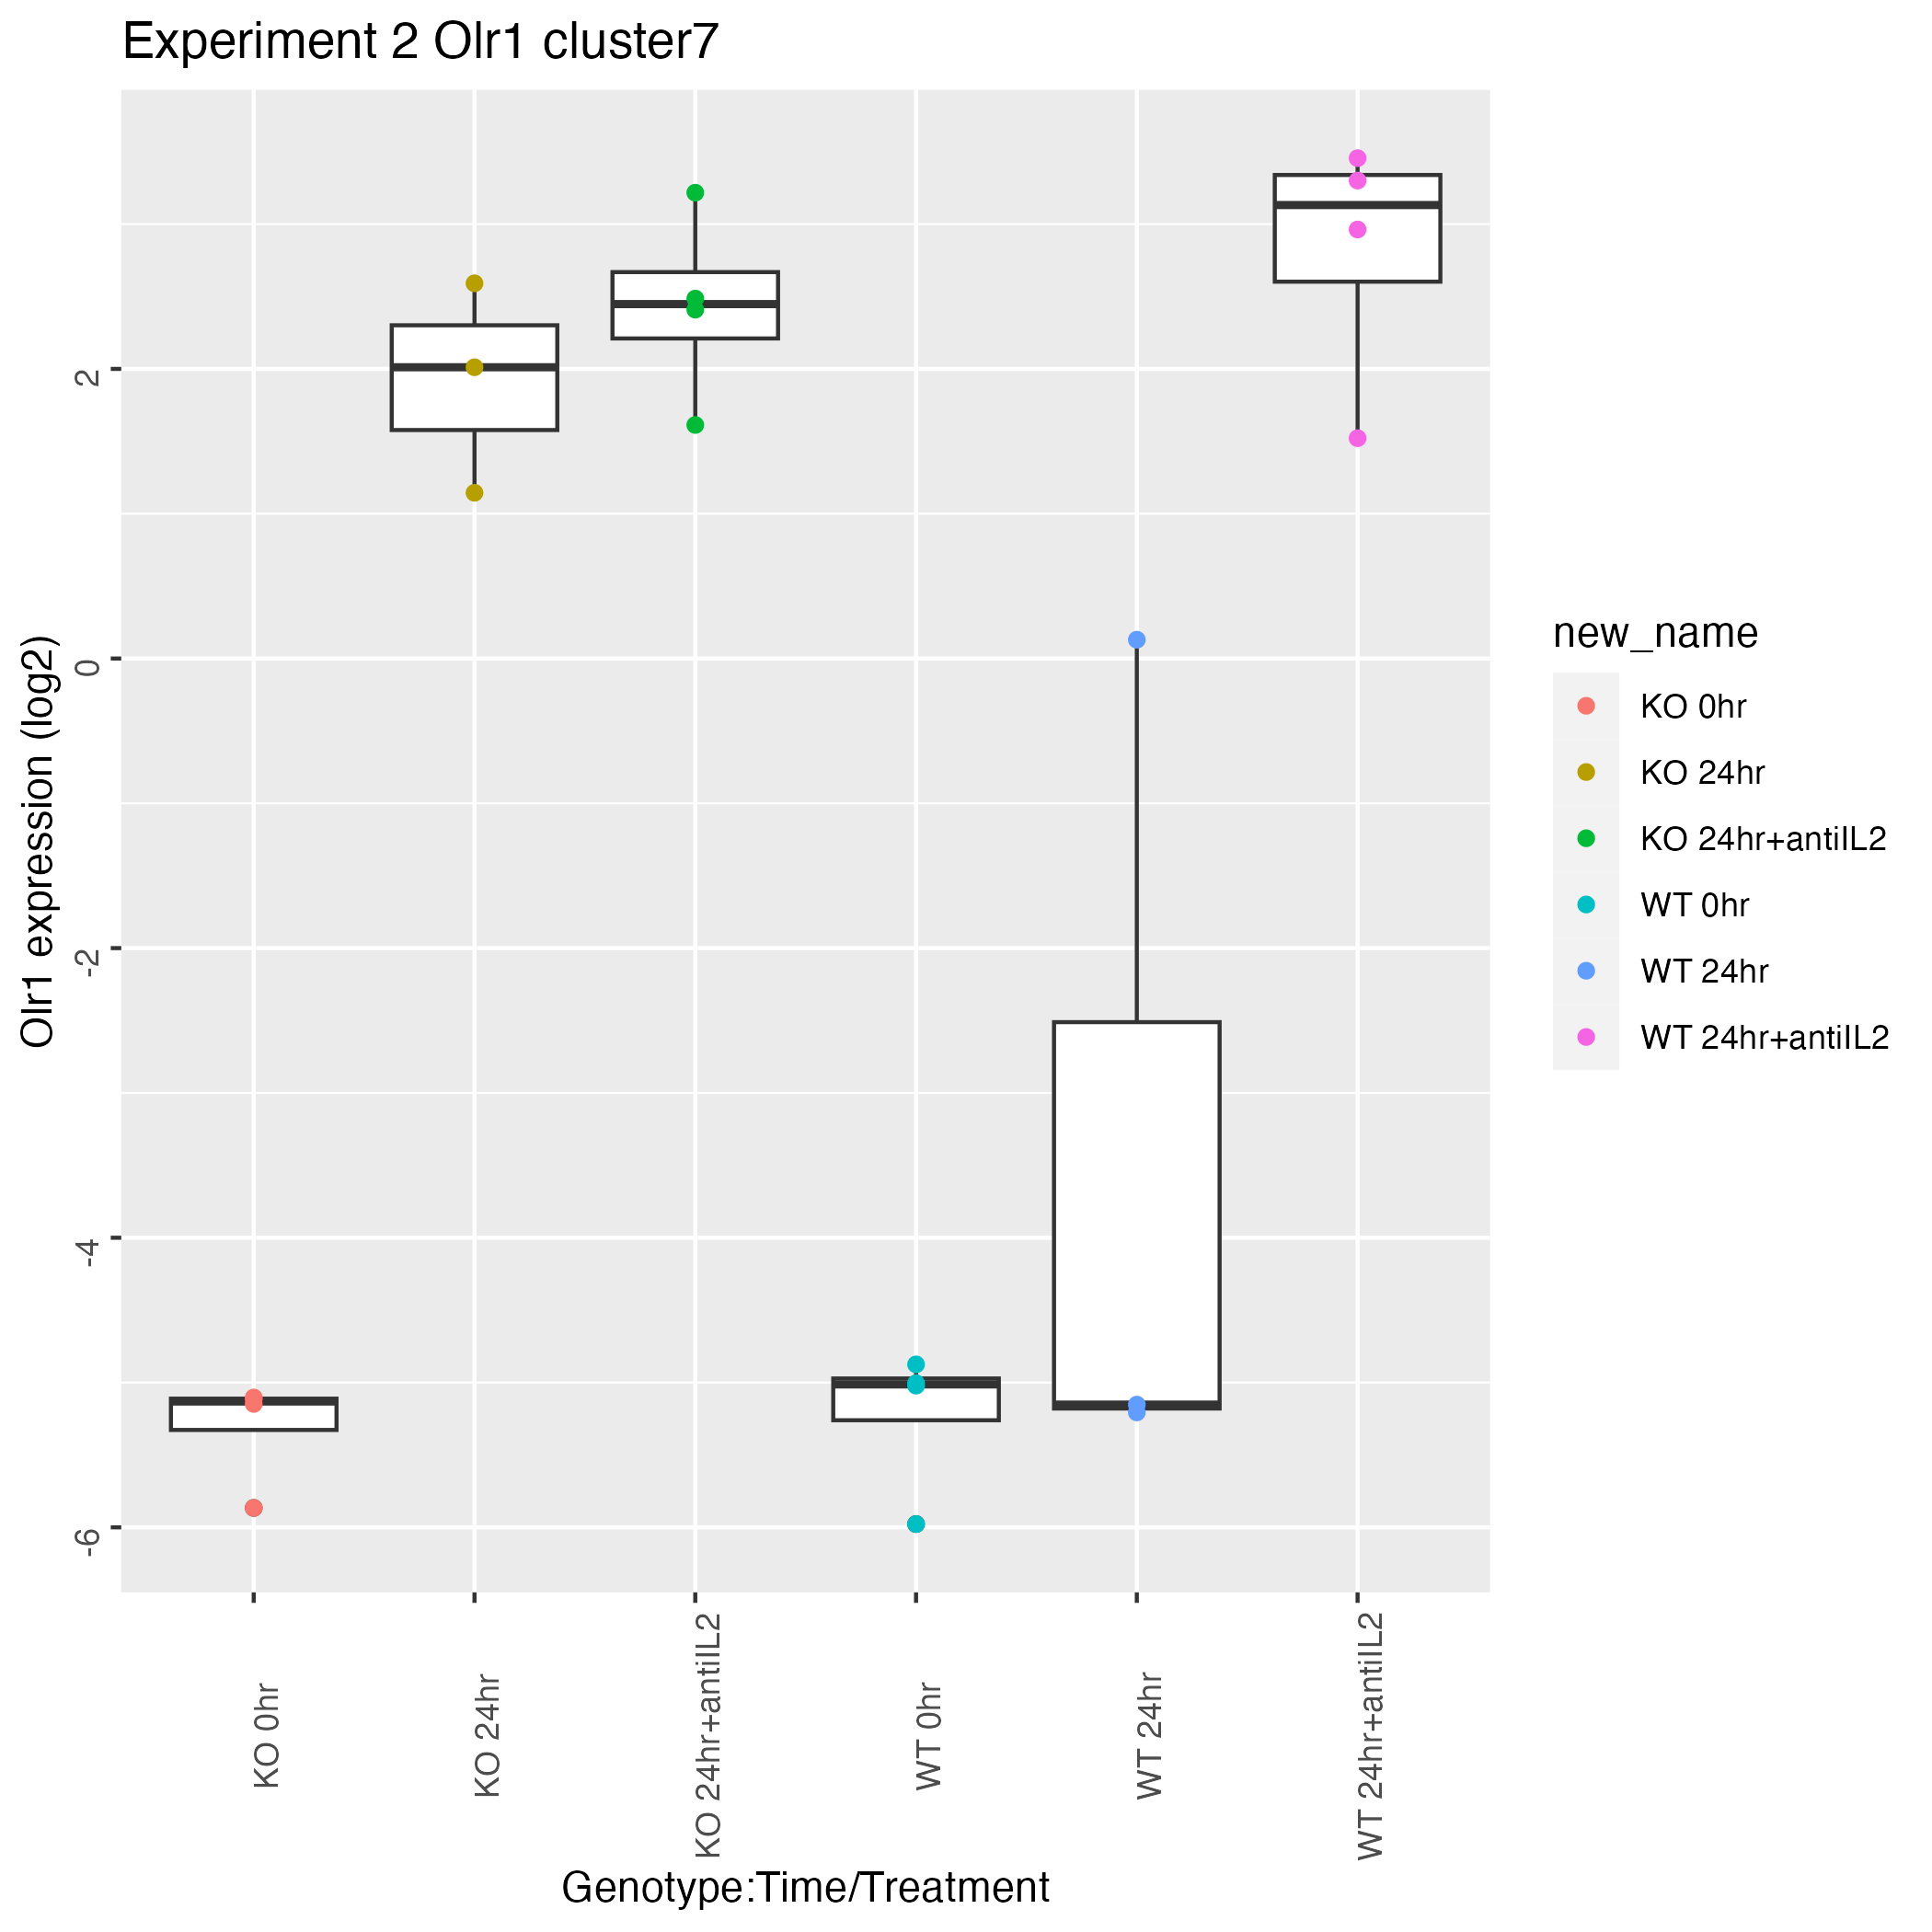 Experiment 2 Olr1 cluster7
Olr1 expression (log2)
2
0
-2
-4
-6
KO 0hr
KO 24hr
KO 24hr+antiIL2
WT 0hr
WT 24hr
WT 24hr+antiIL2
Genotype:Time/Treatment
new_name
KO 0hr
KO 24hr
KO 24hr+antiIL2
WT 0hr
WT 24hr
WT 24hr+antiIL2